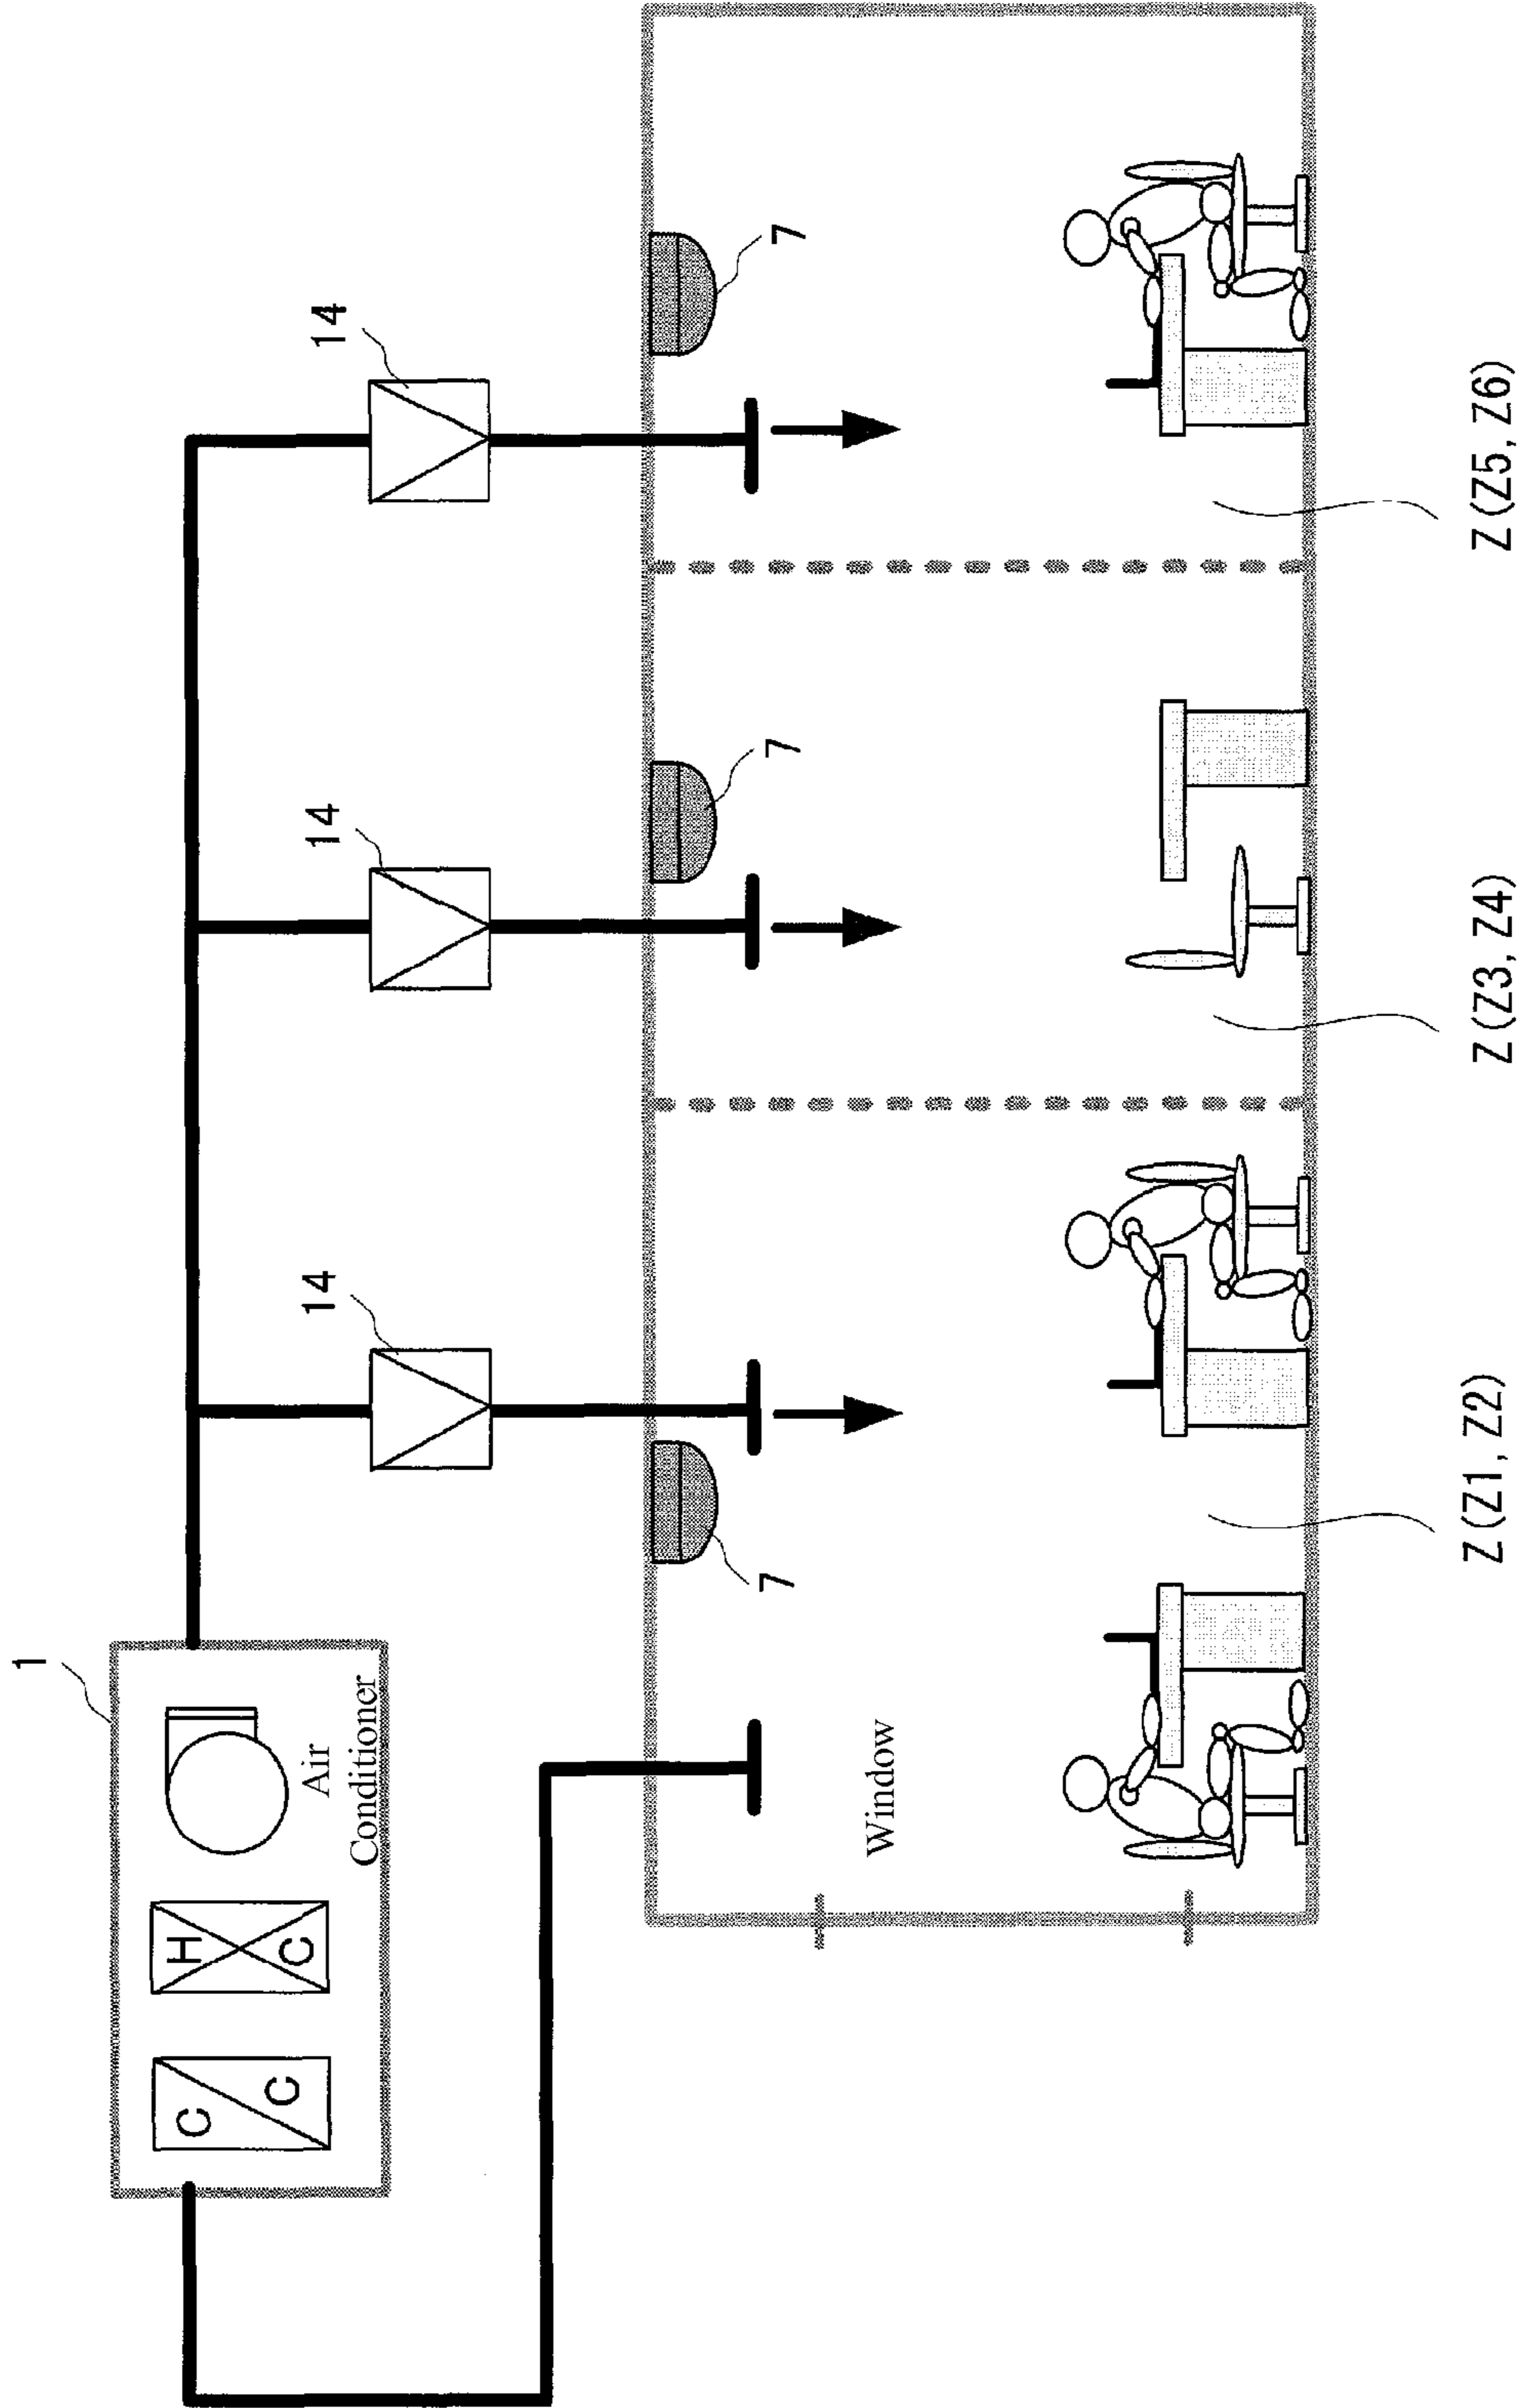 1
C
C
H
C
Air
Conditioner
14
14
14
7
7
7
Window
Z (Z1, Z2)
Z (Z3, Z4)
Z (Z5, Z6)